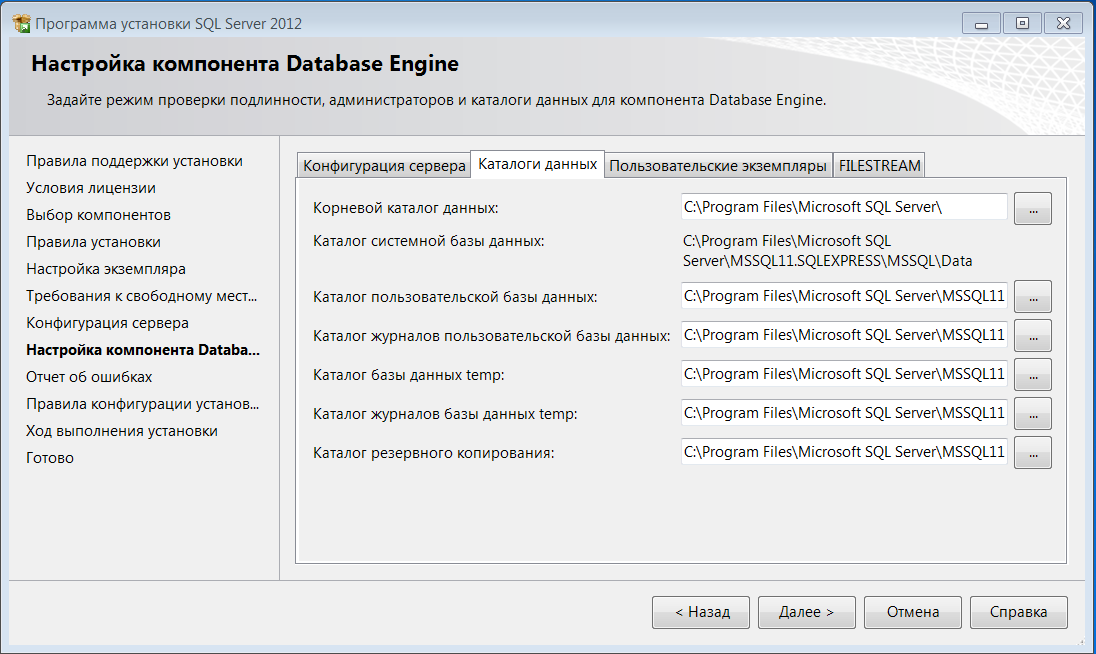 Программа установки SQL Server 2012
Настройка компонента Database Engine
Задайте режим проверки подлинности, администраторов и каталоги данных для компонента Database Engine.
Правила поддержки установки
Условия лицензии
Выбор компонентов
Правила установки
Настройка экземпляра
Требования к свободному мест...
Конфигурация сервера
Настройка компонента Databa...
Отчет об ошибках
Правила конфигурации установ...
Ход выполнения установки
Готово
Конфигурация сервера Каталоги данных Пользовательские экземпляры FILESTREAM
Корневой каталог данных: C:\Program Files\Microsoft SQL Server\ ...
Каталог системной базы данных: C:\Program Files\Microsoft SQL
Server\MSSQL11.SQLEXPRESS\MSSQL\Data
Каталог пользовательской базы данных: C:\Program Files\Microsoft SQL Server\MSSQL11 ...
Каталог журналов пользовательской базы данных: C:\Program Files\Microsoft SQL Server\MSSQL11 ...
Каталог базы данных temp: C:\Program Files\Microsoft SQL Server\MSSQL11 ...
Каталог журналов базы данных temp: C:\Program Files\Microsoft SQL Server\MSSQL11 ...
Каталог резервного копирования: C:\Program Files\Microsoft SQL Server\MSSQL11 ...
< Назад Далее > Отмена Справка